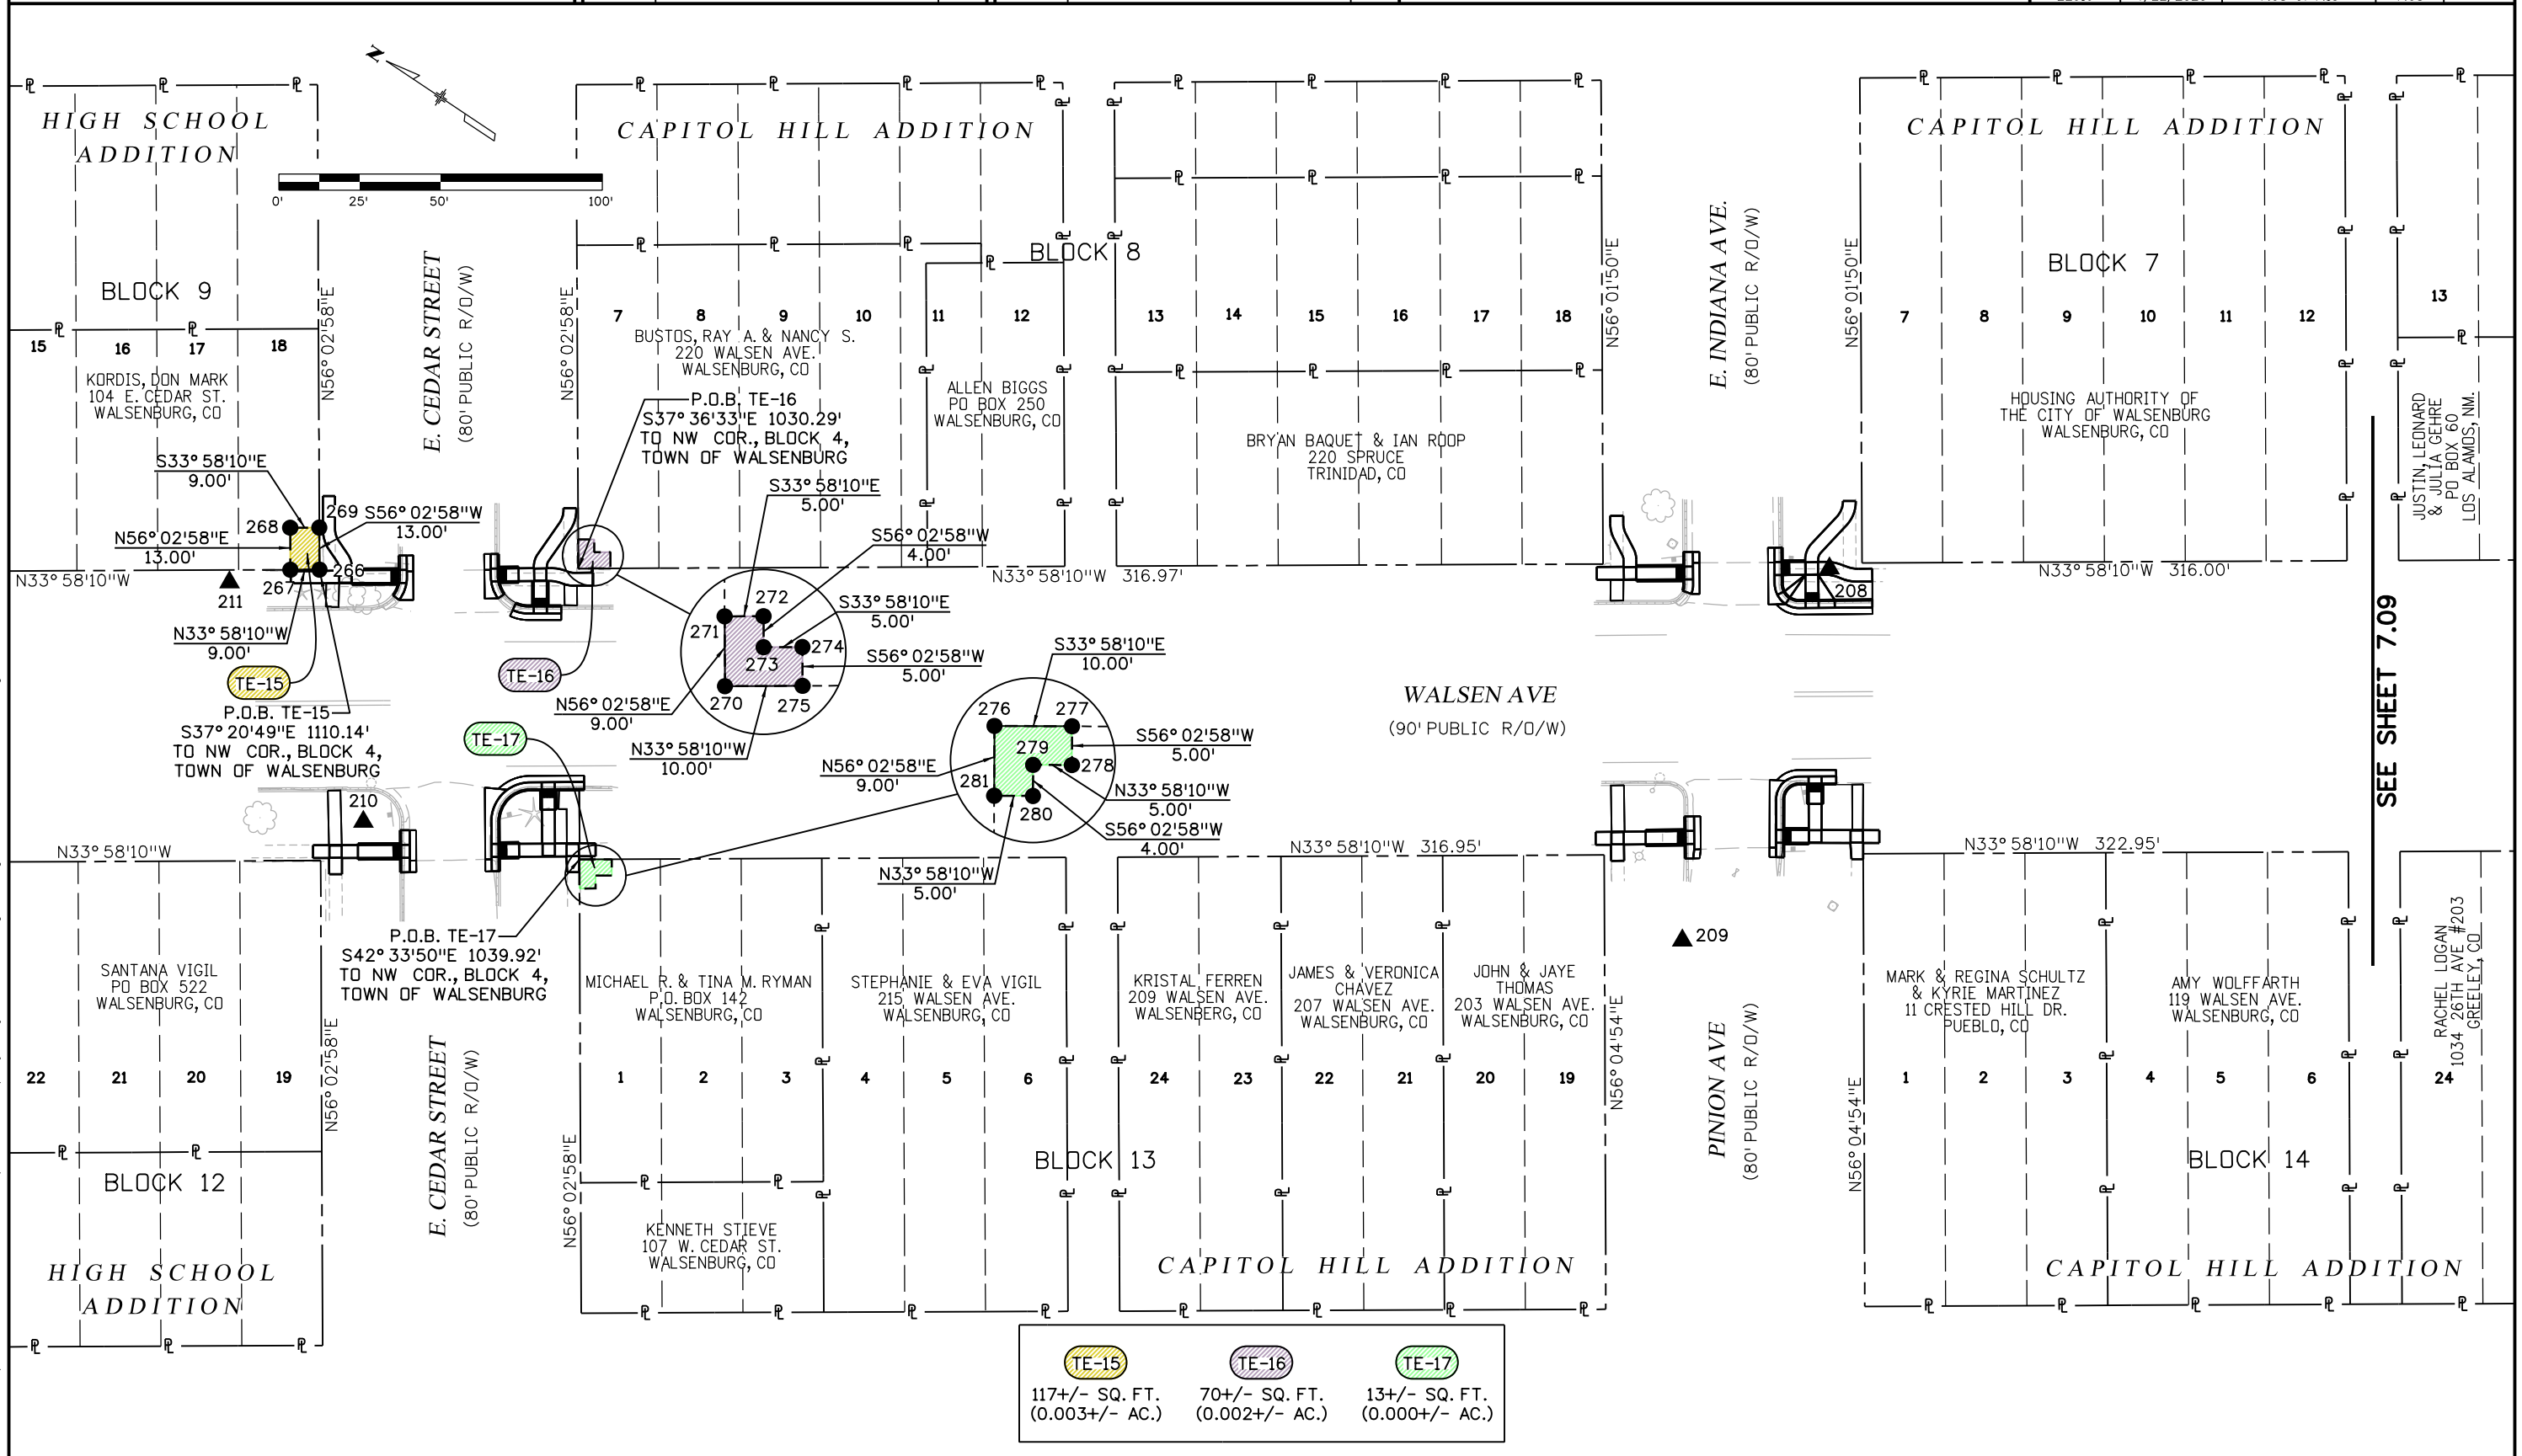 N
HIGH SCHOOL
ADDITION
CAPITOL HILL ADDITION
CAPITOL HILL ADDITION
0' 25' 50' 100'
BLOCK 9
BLOCK 8
BLOCK 7
E. CEDAR STREET
(80' PUBLIC R/O/W)
N56°02'58"E
N56°02'58"E
E. INDIANA AVE.
(80' PUBLIC R/O/W)
N56°01'50"E
N56°01'50"E
15 16 17 18
7 8 9 10 11 12
13 14 15 16 17 18
7 8 9 10 11 12
13
KORDIS, DON MARK
104 E. CEDAR ST.
WALSENBURG, CO
BUSTOS, RAY A. & NANCY S.
220 WALSEN AVE.
WALSENBURG, CO
ALLEN BIGGS
PO BOX 250
WALSENBURG, CO
BRYAN BAQUET & IAN ROOP
220 SPRUCE
TRINIDAD, CO
HOUSING AUTHORITY OF
THE CITY OF WALSENBURG
WALSENBURG, CO
JUSTIN, LEONARD
& JULIA GEHRE
PO BOX 60
LOS ALAMOS, NM.
P.O.B. TE-16
S37°36'33"E 1030.29'
TO NW COR., BLOCK 4,
TOWN OF WALSENBURG
S33°58'10"E
9.00'
268
269
S56°02'58"W
13.00'
N56°02'58"E
13.00'
267
266
N33°58'10"W
211
N33°58'10"W
9.00'
TE-15
P.O.B. TE-15
S37°20'49"E 1110.14'
TO NW COR., BLOCK 4,
TOWN OF WALSENBURG
TE-16
TE-17
S33°58'10"E
5.00'
S56°02'58"W
4.00'
S33°58'10"E
5.00'
272
271
274
273
S56°02'58"W
5.00'
270
275
N56°02'58"E
9.00'
N33°58'10"W
10.00'
N33°58'10"W 316.97'
N33°58'10"W 316.00'
208
S33°58'10"E
10.00'
276
277
279
S56°02'58"W
5.00'
N56°02'58"E
9.00'
281
278
N33°58'10"W
5.00'
280
S56°02'58"W
4.00'
N33°58'10"W
5.00'
WALSEN AVE
(90' PUBLIC R/O/W)
SEE SHEET 7.09
210
N33°58'10"W
N33°58'10"W 316.95'
N33°58'10"W 322.95'
209
P.O.B. TE-17
S42°33'50"E 1039.92'
TO NW COR., BLOCK 4,
TOWN OF WALSENBURG
SANTANA VIGIL
PO BOX 522
WALSENBURG, CO
MICHAEL R. & TINA M. RYMAN
P.O. BOX 142
WALSENBURG, CO
STEPHANIE & EVA VIGIL
215 WALSEN AVE.
WALSENBURG, CO
KRISTAL FERREN
209 WALSEN AVE.
WALSENBERG, CO
JAMES & VERONICA
CHAVEZ
207 WALSEN AVE.
WALSENBURG, CO
JOHN & JAYE
THOMAS
203 WALSEN AVE.
WALSENBURG, CO
MARK & REGINA SCHULTZ
& KYRIE MARTINEZ
11 CRESTED HILL DR.
PUEBLO, CO
AMY WOLFFARTH
119 WALSEN AVE.
WALSENBURG, CO
RACHEL LOGAN
1034 26TH AVE #203
GREELEY, CO
22 21 20 19
1 2 3 4 5 6
24 23 22 21 20 19
1 2 3 4 5 6
24
N56°02'58"E
E. CEDAR STREET
(80' PUBLIC R/O/W)
N56°02'58"E
N56°04'54"E
PINION AVE
(80' PUBLIC R/O/W)
N56°04'54"E
BLOCK 12
BLOCK 13
BLOCK 14
KENNETH STIEVE
107 W. CEDAR ST.
WALSENBURG, CO
HIGH SCHOOL
ADDITION
CAPITOL HILL ADDITION
CAPITOL HILL ADDITION
TE-15 TE-16 TE-17
117+/- SQ. FT. 70+/- SQ. FT. 13+/- SQ. FT.
(0.003+/- AC.) (0.002+/- AC.) (0.000+/- AC.)